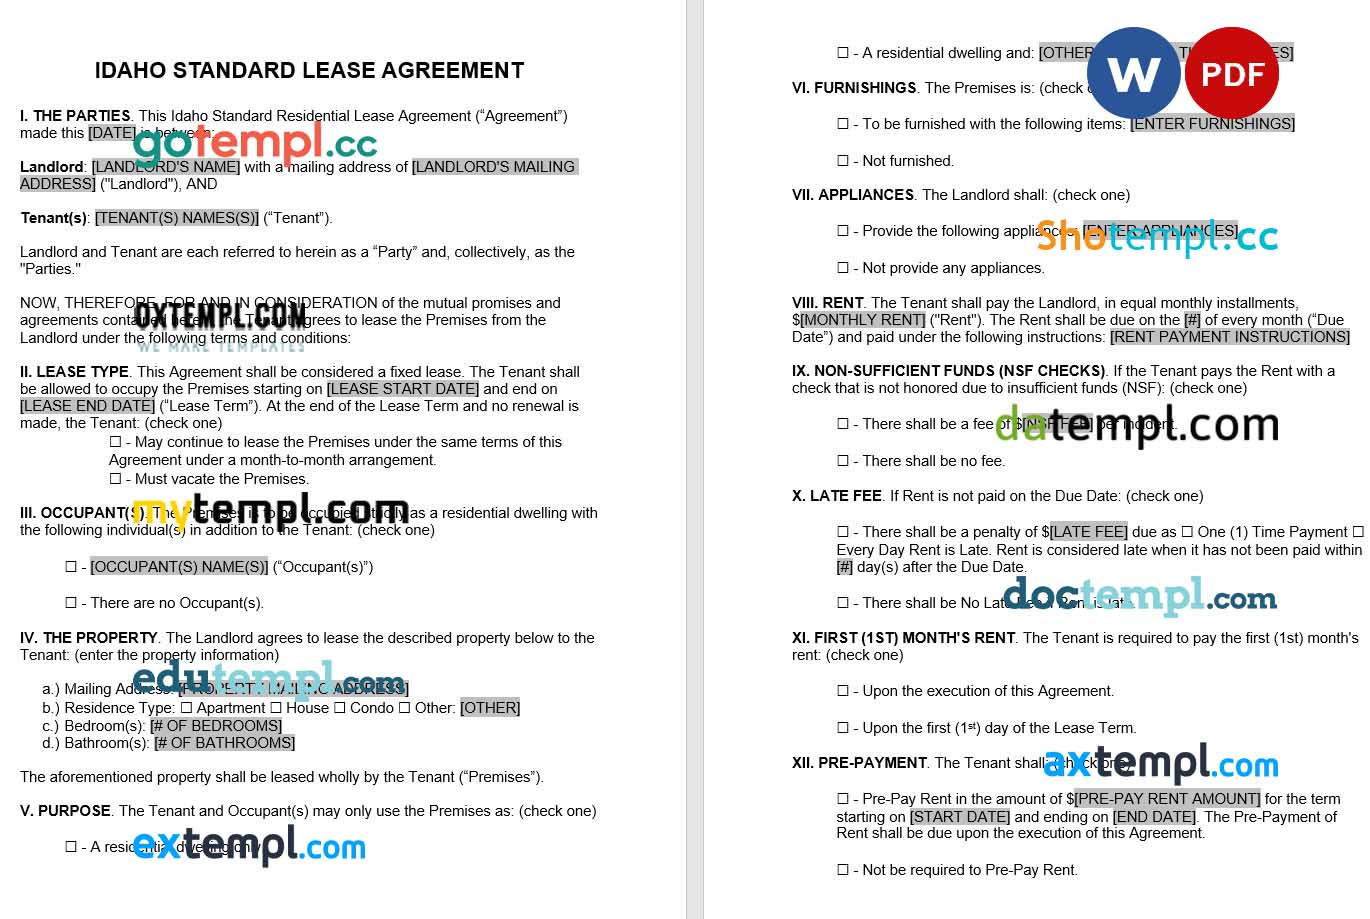 IDAHO STANDARD LEASE AGREEMENT
I. THE PARTIES. This Idaho Standard Residential Lease Agreement (“Agreement”)
made this [DATE] is between:
gotempl.cc
Landlord: [LANDLORD'S NAME] with a mailing address of [LANDLORD'S MAILING
ADDRESS] ("Landlord"), AND
Tenant(s): [TENANT(S) NAMES(S)] (“Tenant”).
Landlord and Tenant are each referred to herein as a “Party” and, collectively, as the
"Parties."
NOW, THEREFORE, FOR AND IN CONSIDERATION of the mutual promises and
agreements contained herein, the Tenant agrees to lease the Premises from the
OXTEMPL.COM
Landlord under the following terms and conditions:
WE MAKE TEMPLATES
II. LEASE TYPE. This Agreement shall be considered a fixed lease. The Tenant shall
be allowed to occupy the Premises starting on [LEASE START DATE] and end on
[LEASE END DATE] (“Lease Term”). At the end of the Lease Term and no renewal is
made, the Tenant: (check one)
☐ - May continue to lease the Premises under the same terms of this
Agreement under a month-to-month arrangement.
☐ - Must vacate the Premises.
III. OCCUPANT(S). The Premises is to be occupied strictly as a residential dwelling with
mytempl.com
the following individual(s) in addition to the Tenant: (check one)
☐ - [OCCUPANT(S) NAME(S)] (“Occupant(s)”)
☐ - There are no Occupant(s).
IV. THE PROPERTY. The Landlord agrees to lease the described property below to the
Tenant: (enter the property information)
a.) Mailing Address: [PROPERTY MAILING ADDRESS]
edutempl.com
b.) Residence Type: ☐ Apartment ☐ House ☐ Condo ☐ Other: [OTHER]
c.) Bedroom(s): [# OF BEDROOMS]
d.) Bathroom(s): [# OF BATHROOMS]
The aforementioned property shall be leased wholly by the Tenant (“Premises”).
V. PURPOSE. The Tenant and Occupant(s) may only use the Premises as: (check one)
☐ - A residential dwelling only.
extempl.com
☐ - A residential dwelling and: [OTHER
W PDF
VI. FURNISHINGS. The Premises is: (check
☐ - To be furnished with the following items: [ENTER FURNISHINGS]
☐ - Not furnished.
VII. APPLIANCES. The Landlord shall: (check one)
☐ - Provide the following appliances: [ENTER APPLIANCES]
Shotempl.cc
☐ - Not provide any appliances.
VIII. RENT. The Tenant shall pay the Landlord, in equal monthly installments,
$[MONTHLY RENT] ("Rent"). The Rent shall be due on the [#] of every month (“Due
Date”) and paid under the following instructions: [RENT PAYMENT INSTRUCTIONS]
IX. NON-SUFFICIENT FUNDS (NSF CHECKS). If the Tenant pays the Rent with a
check that is not honored due to insufficient funds (NSF): (check one)
☐ - There shall be a fee of $[NSF FEE] per incident.
datempl.com
☐ - There shall be no fee.
X. LATE FEE. If Rent is not paid on the Due Date: (check one)
☐ - There shall be a penalty of $[LATE FEE] due as ☐ One (1) Time Payment ☐
Every Day Rent is Late. Rent is considered late when it has not been paid within
[#] day(s) after the Due Date.
☐ - There shall be No Late Fee if Rent is late.
doctempl.com
XI. FIRST (1ST) MONTH'S RENT. The Tenant is required to pay the first (1st) month's
rent: (check one)
☐ - Upon the execution of this Agreement.
☐ - Upon the first (1st) day of the Lease Term.
XII. PRE-PAYMENT. The Tenant shall: (check one)
axtempl.com
☐ - Pre-Pay Rent in the amount of $[PRE-PAY RENT AMOUNT] for the term
starting on [START DATE] and ending on [END DATE]. The Pre-Payment of
Rent shall be due upon the execution of this Agreement.
☐ - Not be required to Pre-Pay Rent.